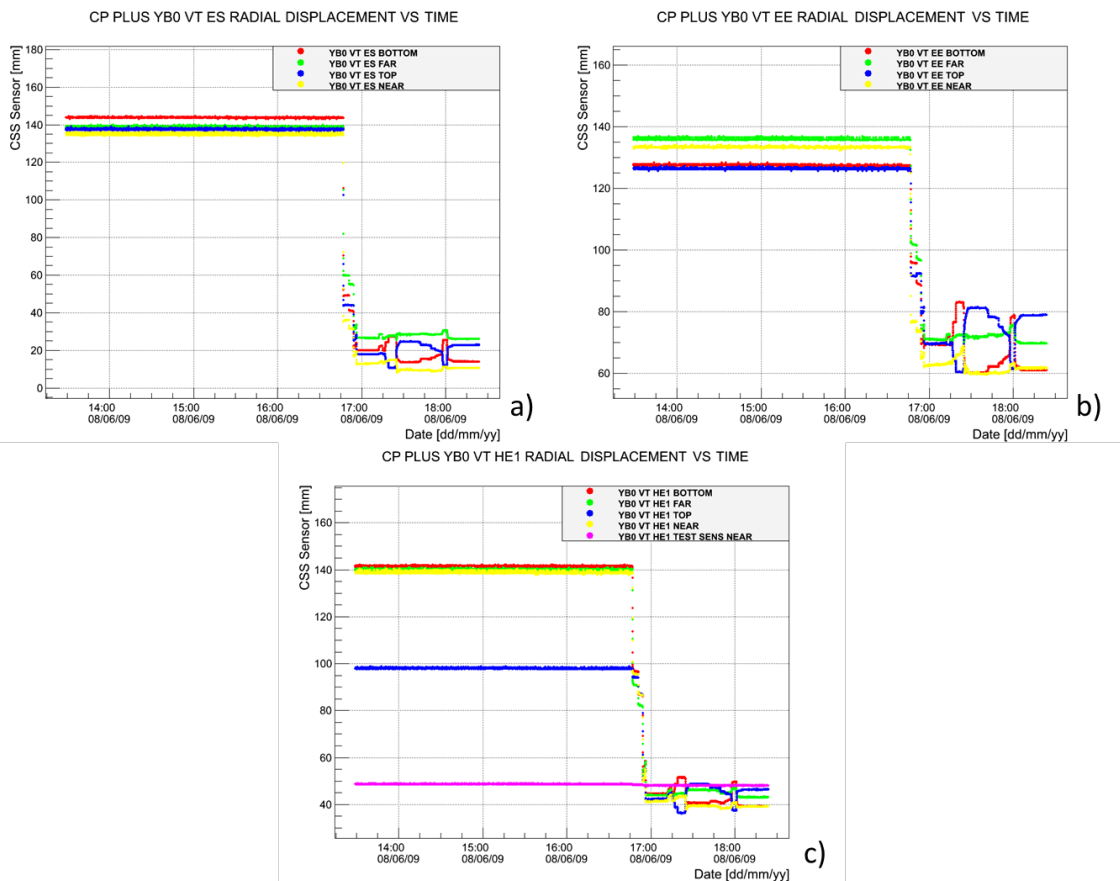 CP PLUS YB0 VT ES RADIAL DISPLACEMENT VS TIME
CSS Sensor [mm]
180
160
140
120
100
80
60
40
20
0
YB0 VT ES BOTTOM
YB0 VT ES FAR
YB0 VT ES TOP
YB0 VT ES NEAR
14:00 15:00 16:00 17:00 18:00
08/06/09 08/06/09 08/06/09 08/06/09 08/06/09
Date [dd/mm/yy]
a)
CP PLUS YB0 VT EE RADIAL DISPLACEMENT VS TIME
CSS Sensor [mm]
160
140
120
100
80
60
YB0 VT EE BOTTOM
YB0 VT EE FAR
YB0 VT EE TOP
YB0 VT EE NEAR
14:00 15:00 16:00 17:00 18:00
08/06/09 08/06/09 08/06/09 08/06/09 08/06/09
Date [dd/mm/yy]
b)
CP PLUS YB0 VT HE1 RADIAL DISPLACEMENT VS TIME
CSS Sensor [mm]
160
140
120
100
80
60
40
YB0 VT HE1 BOTTOM
YB0 VT HE1 FAR
YB0 VT HE1 TOP
YB0 VT HE1 NEAR
YB0 VT HE1 TEST SENS NEAR
14:00 15:00 16:00 17:00 18:00
08/06/09 08/06/09 08/06/09 08/06/09 08/06/09
Date [dd/mm/yy]
c)